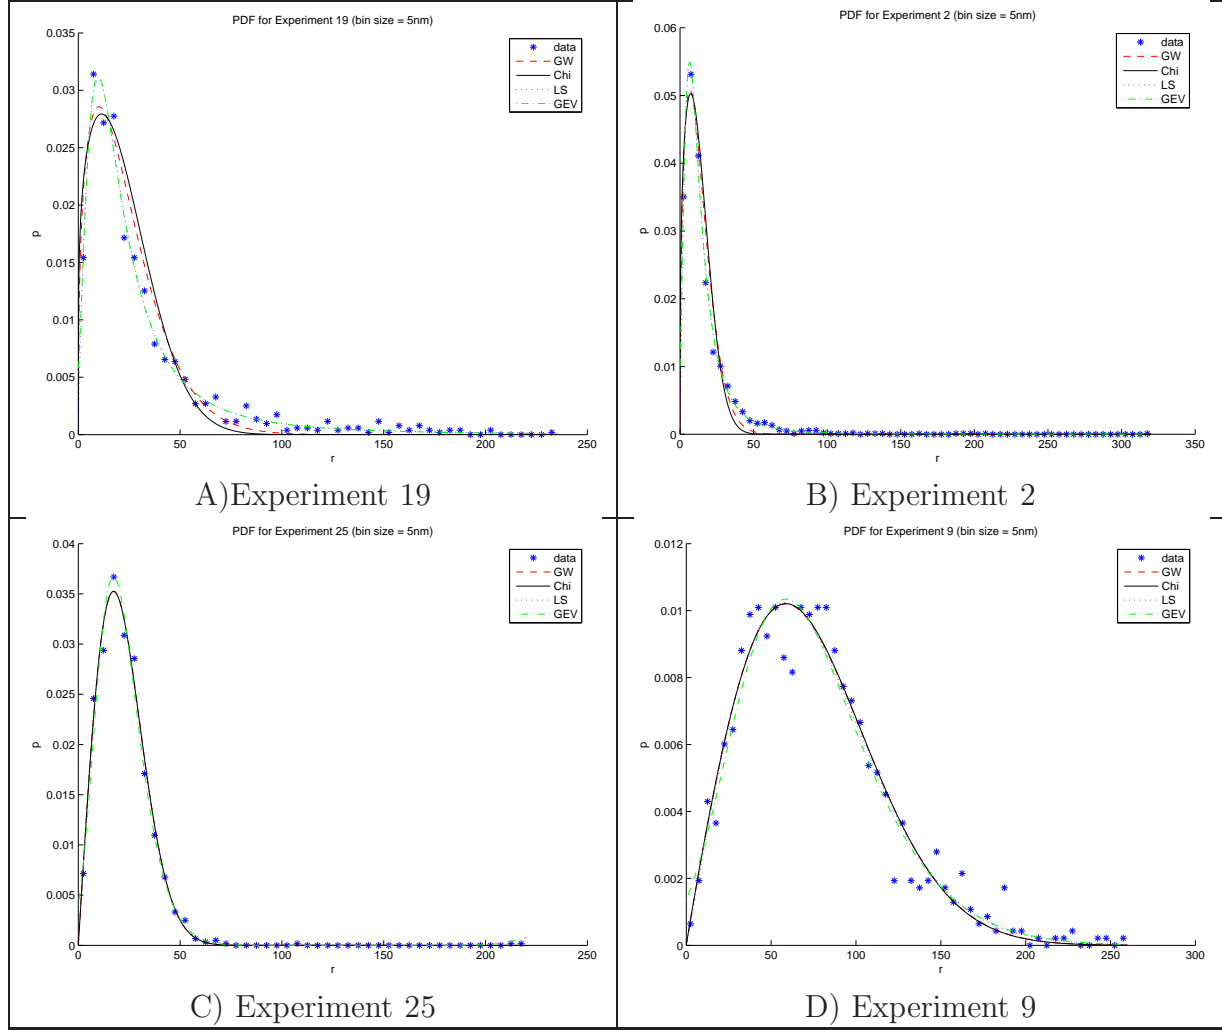 PDF for Experiment 19 (bin size = 5nm)
0.035
0.03
0.025
0.02
0.015
0.01
0.005
0
p
0 50 100 150 200 250
r
data
GW
Chi
LS
GEV
A)Experiment 19
PDF for Experiment 2 (bin size = 5nm)
0.06
0.05
0.04
0.03
0.02
0.01
0
p
0 50 100 150 200 250 300 350
r
data
GW
Chi
LS
GEV
B) Experiment 2
PDF for Experiment 25 (bin size = 5nm)
0.04
0.035
0.03
0.025
0.02
0.015
0.01
0.005
0
p
0 50 100 150 200 250
r
data
GW
Chi
LS
GEV
C) Experiment 25
PDF for Experiment 9 (bin size = 5nm)
0.012
0.01
0.008
0.006
0.004
0.002
0
p
0 50 100 150 200 250 300
r
data
GW
Chi
LS
GEV
D) Experiment 9